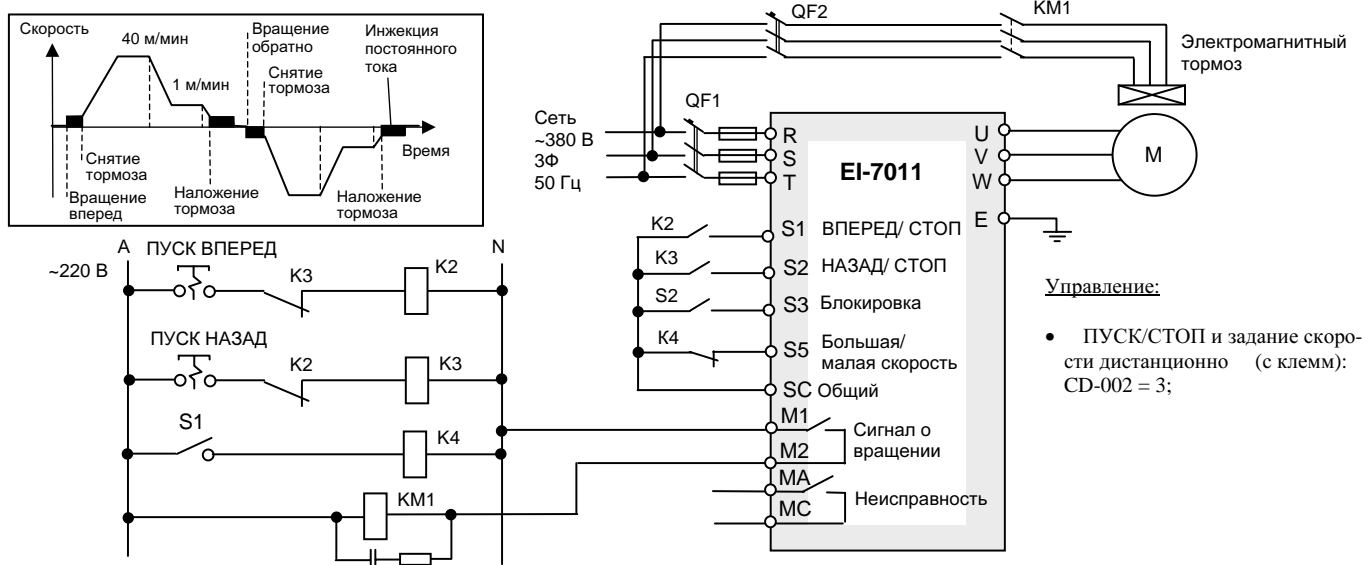 Скорость
40 м/мин
Вращение
обратно
Инжекция
постоянного
тока
Снятие
тормоза
1 м/мин
Время
Снятие
тормоза
Вращение
вперед
Наложение
тормоза
Наложение
тормоза
QF2
KM1
Электромагнитный
тормоз
QF1
Сеть
~380 В
3Ф
50 Гц
R
S
T
EI-7011
U
V
W
E
M
K2
S1 ВПЕРЕД/ СТОП
K3
S2 НАЗАД/ СТОП
S2
S3 Блокировка
K4
S5 Большая/
малая скорость
SC Общий
M1
M2
Сигнал о
вращении
MA
MC
Неисправность
A
ПУСК ВПЕРЕД
N
~220 В
K3
K2
ПУСК НАЗАД
K2
K3
S1
K4
KM1
Управление:
• ПУСК/СТОП и задание скоро-
сти дистанционно (с клемм):
CD-002 = 3;